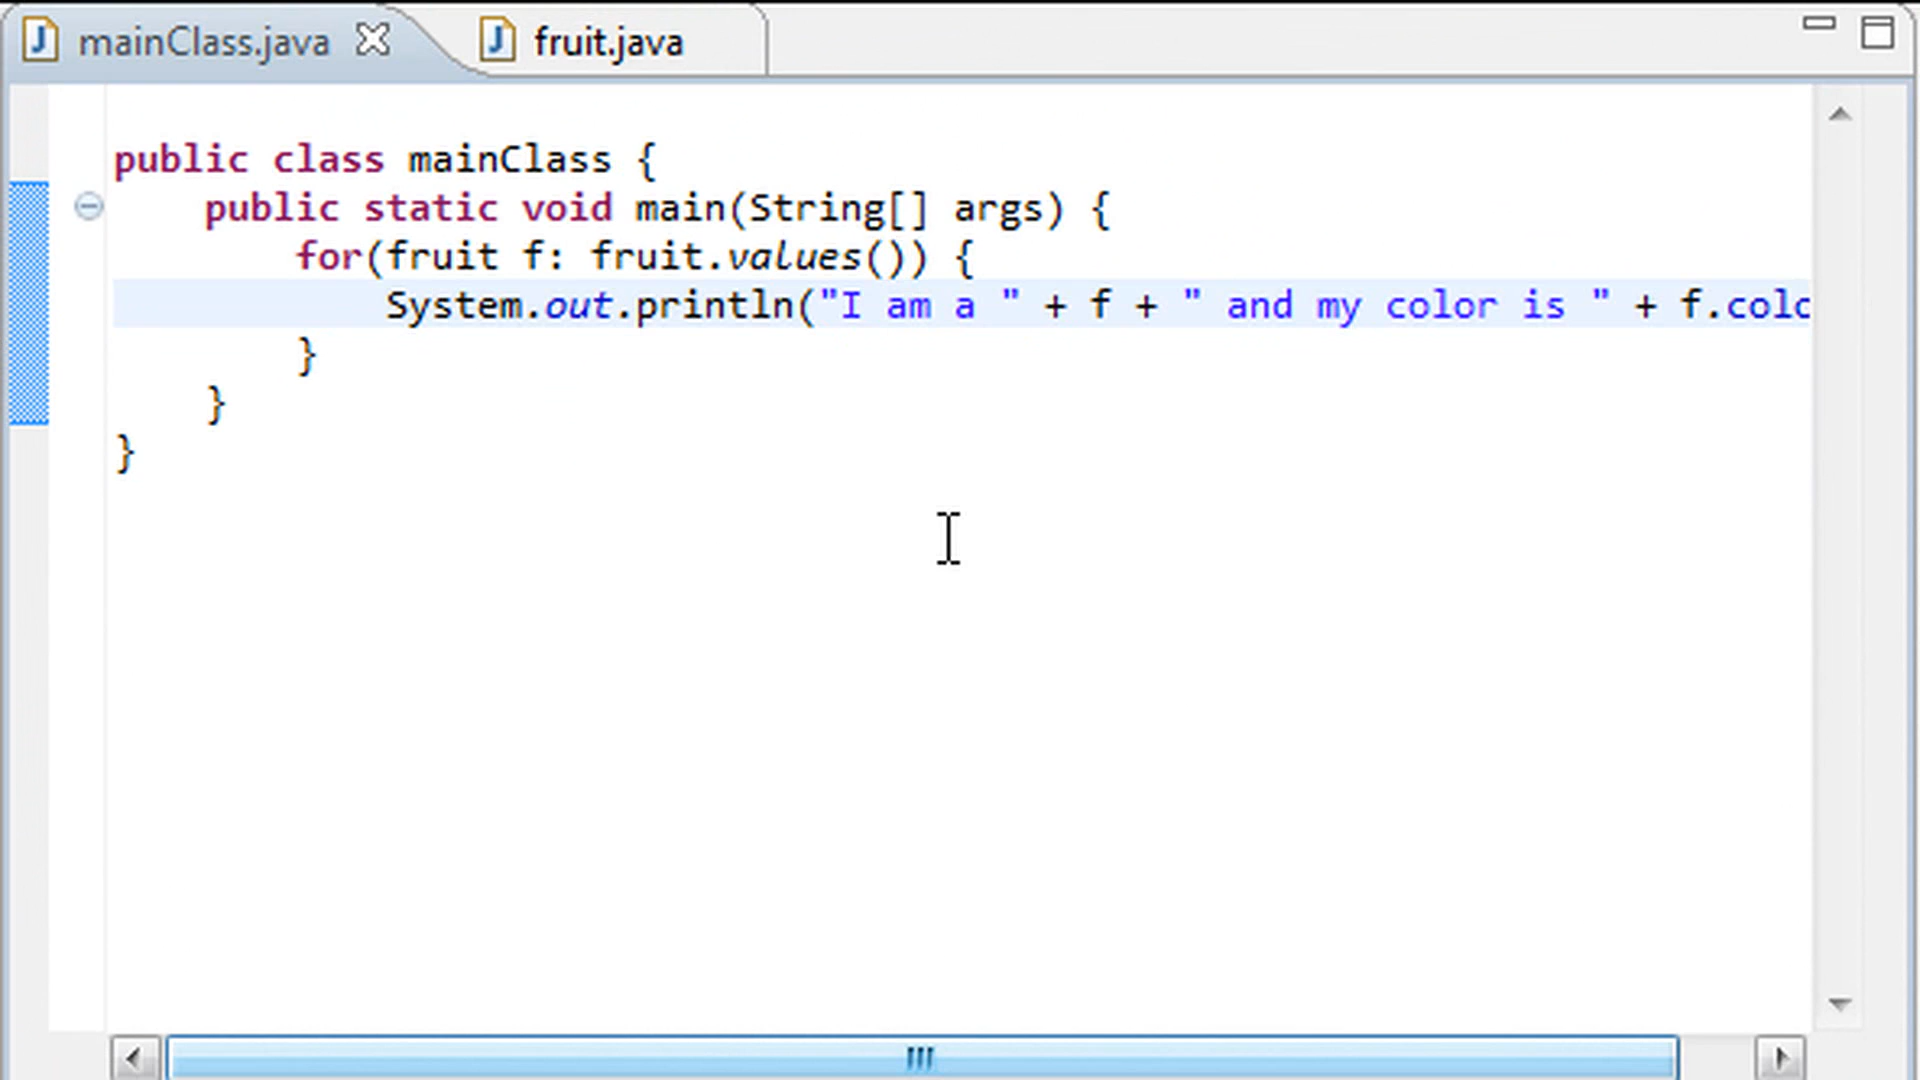 mainClass.java fruit.java
public class mainClass {
public static void main(String[] args) {
for(fruit f: fruit.values()) {
System.out.println("I am a " + f + " and my color is " + f.colo
}
}
}